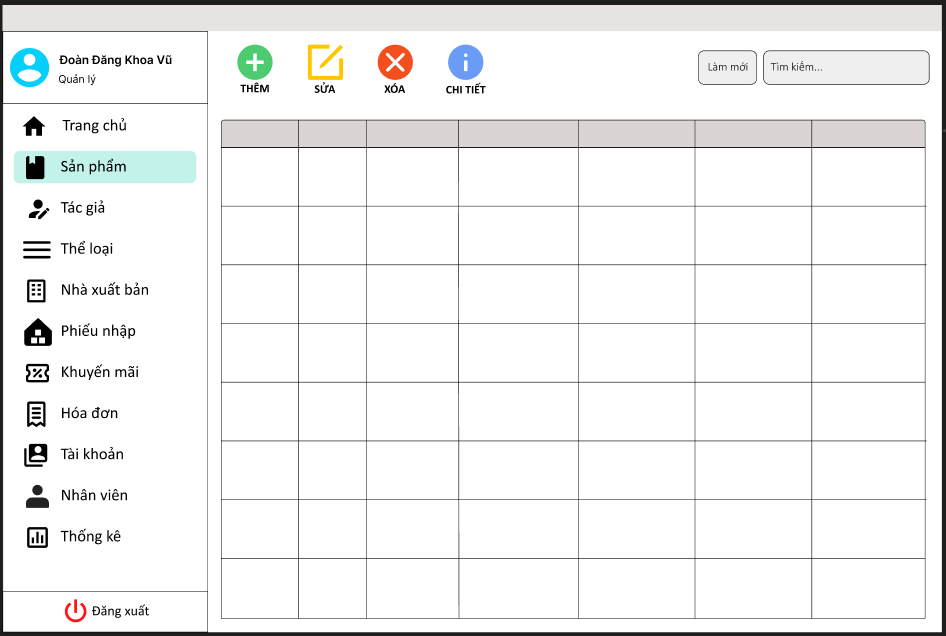 Đoàn Đăng Khoa Vũ
Quản lý
THÊM
SỬA
XÓA
CHI TIẾT
Làm mới
Tìm kiếm...
Trang chủ
Sản phẩm
Tác giả
Thể loại
Nhà xuất bản
Phiếu nhập
Khuyến mãi
Hóa đơn
Tài khoản
Nhân viên
Thống kê
Đăng xuất